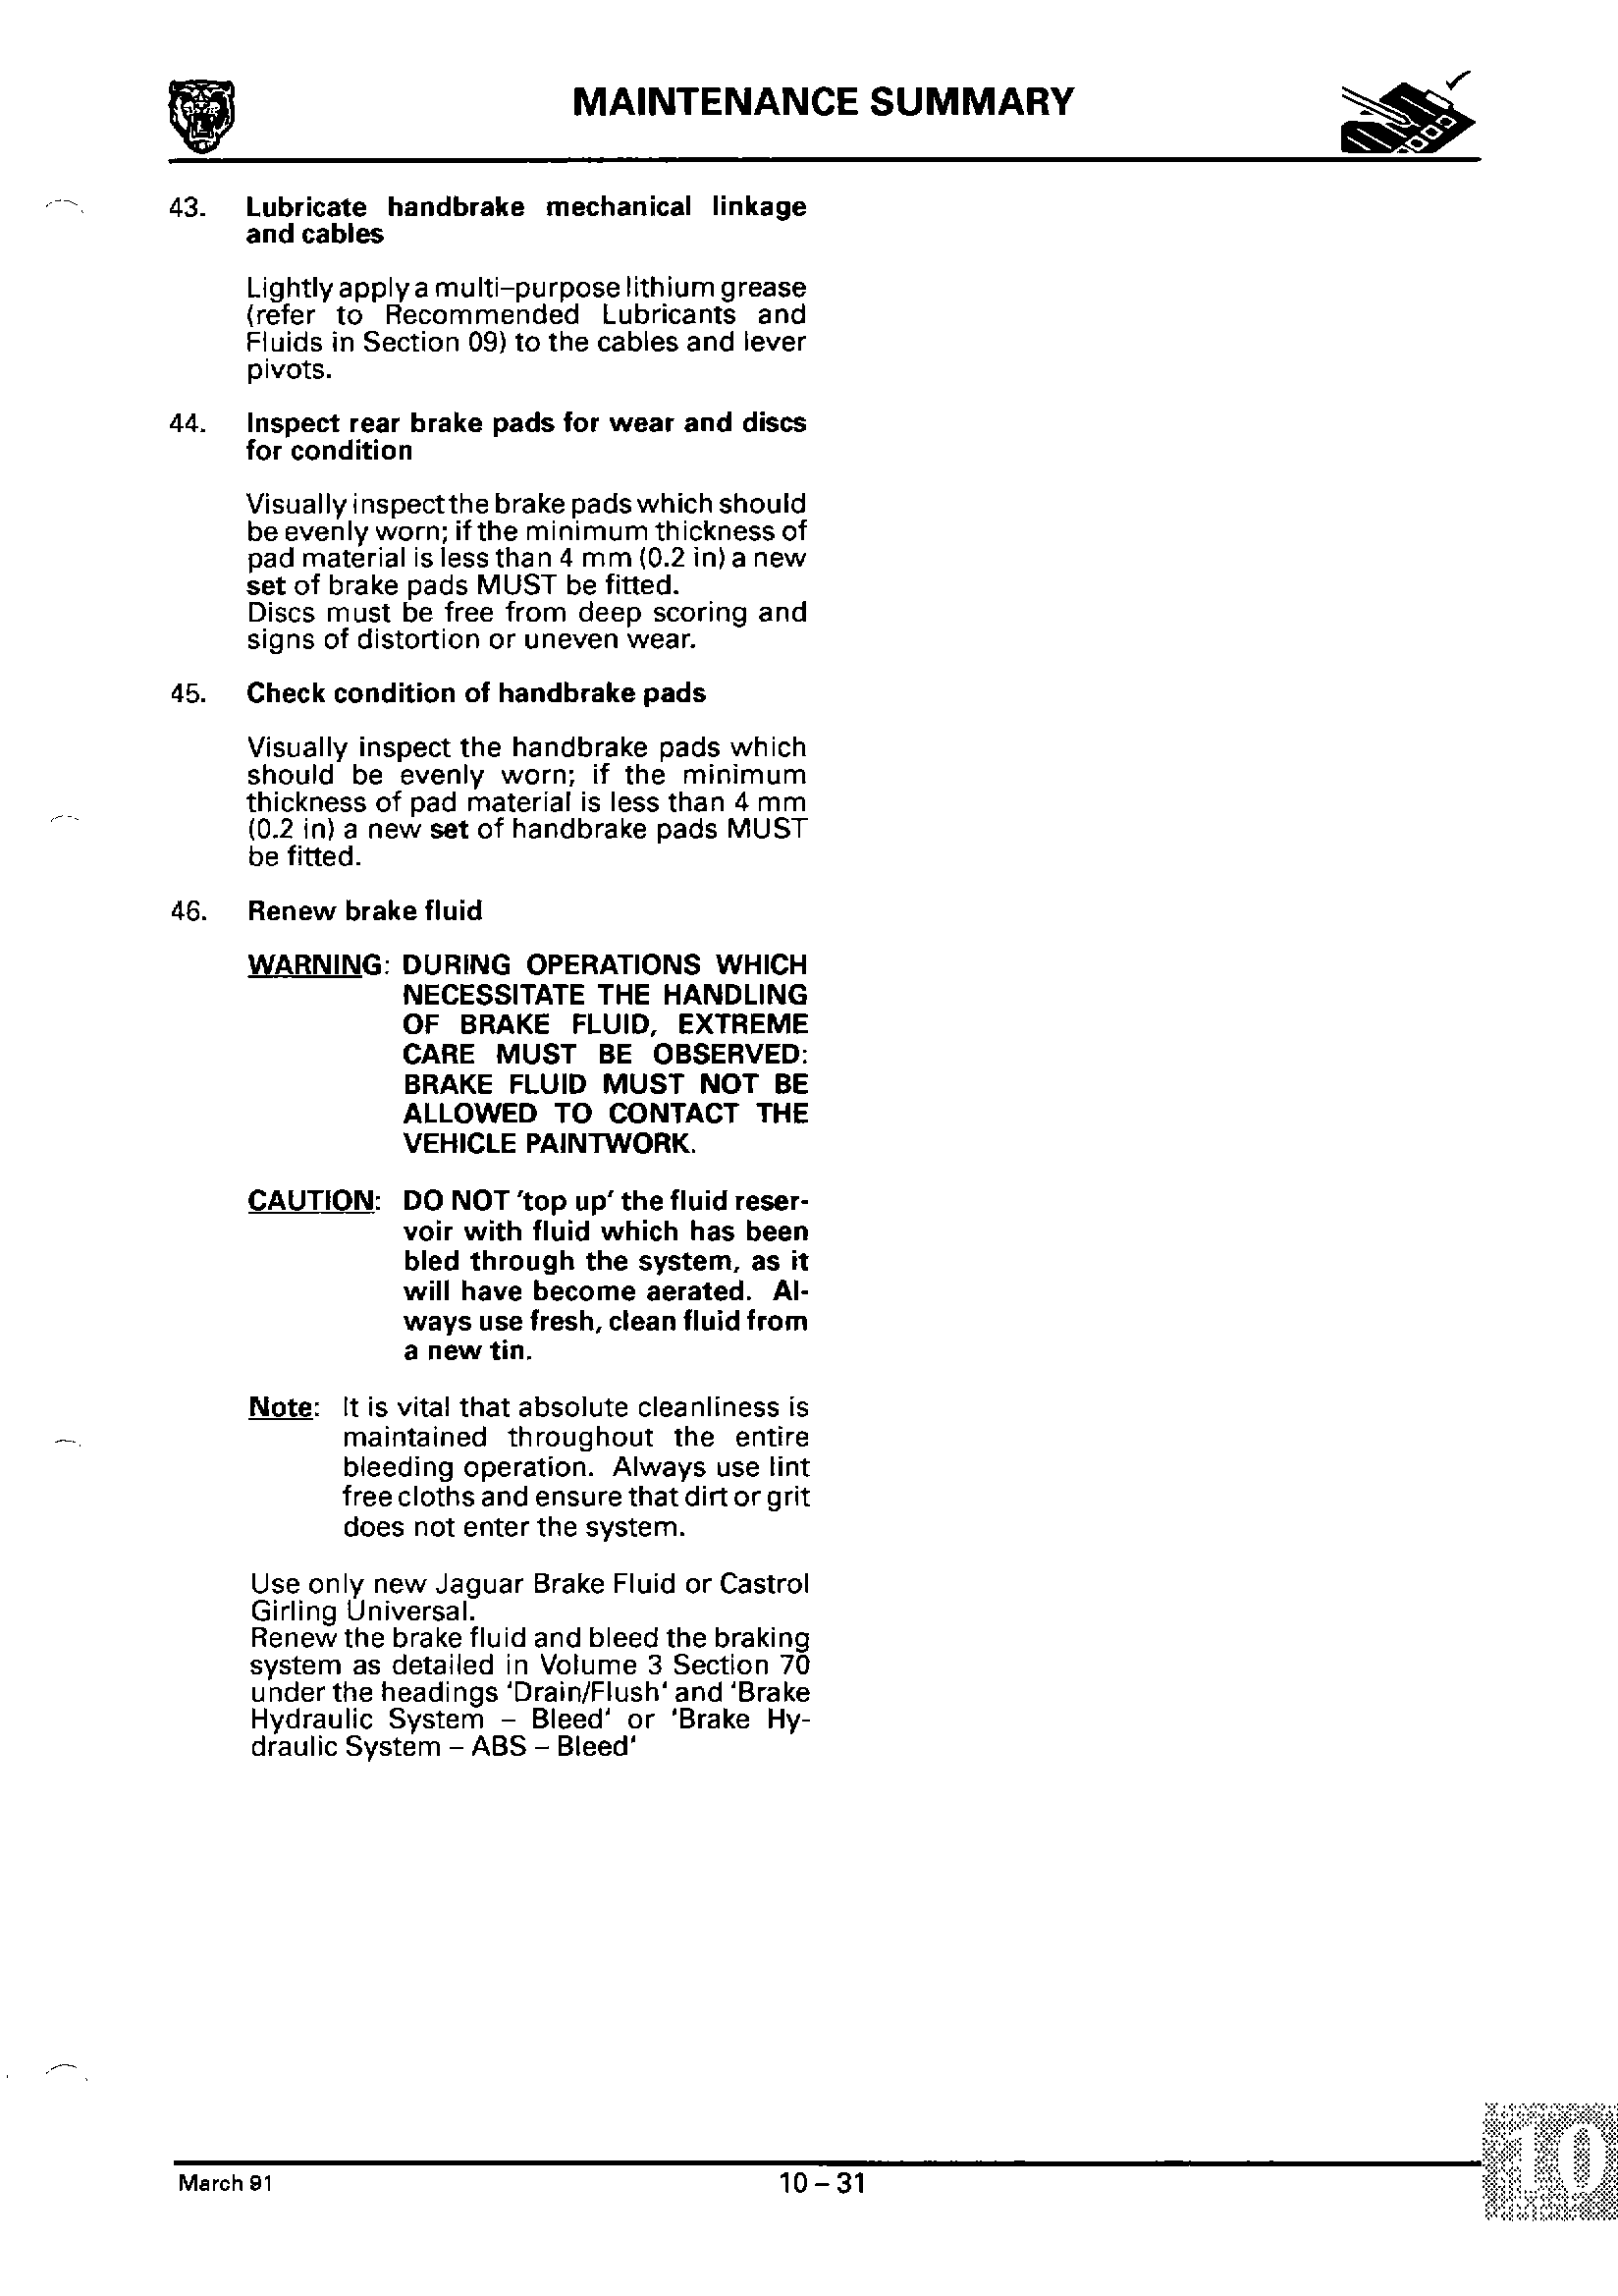 MAINTENANCE SUMMARY
43. Lubricate handbrake mechanical linkage
and cables
Lightly apply a multi-purpose lithium grease
(refer to Recommended Lubricants and
Fluids in Section 09) to the cables and lever
pivots.
44. Inspect rear brake pads for wear and discs
for condition
Visually inspect the brake pads which should
be evenly worn; if the minimum thickness of
pad material is less than 4 mm (0.2 in) a new
set of brake pads MUST be fitted.
Discs must be free from deep scoring and
signs of distortion or uneven wear.
45. Check condition of handbrake pads
Visually inspect the handbrake pads which
should be evenly worn; if the minimum
thickness of pad material is less than 4 mm
(0.2 in) a new set of handbrake pads MUST
be fitted.
46. Renew brake fluid
WARNING: DURING OPERATIONS WHICH
NECESSITATE THE HANDLING
OF BRAKE FLUID, EXTREME
CARE MUST BE OBSERVED:
BRAKE FLUID MUST NOT BE
ALLOWED TO CONTACT THE
VEHICLE PAINTWORK.
CAUTION: DO NOT 'top up' the fluid reser-
voir with fluid which has been
bled through the system, as it
will have become aerated. Al-
ways use fresh, clean fluid from
a new tin.
Note: It is vital that absolute cleanliness is
maintained throughout the entire
bleeding operation. Always use lint
free cloths and ensure that dirt or grit
does not enter the system.
Use only new Jaguar Brake Fluid or Castrol
Girling Universal.
Renew the brake fluid and bleed the braking
system as detailed in Volume 3 Section 70
under the headings 'Drain/Flush' and 'Brake
Hydraulic System – Bleed' or 'Brake Hy-
draulic System – ABS – Bleed'
March 91
10 – 31
10